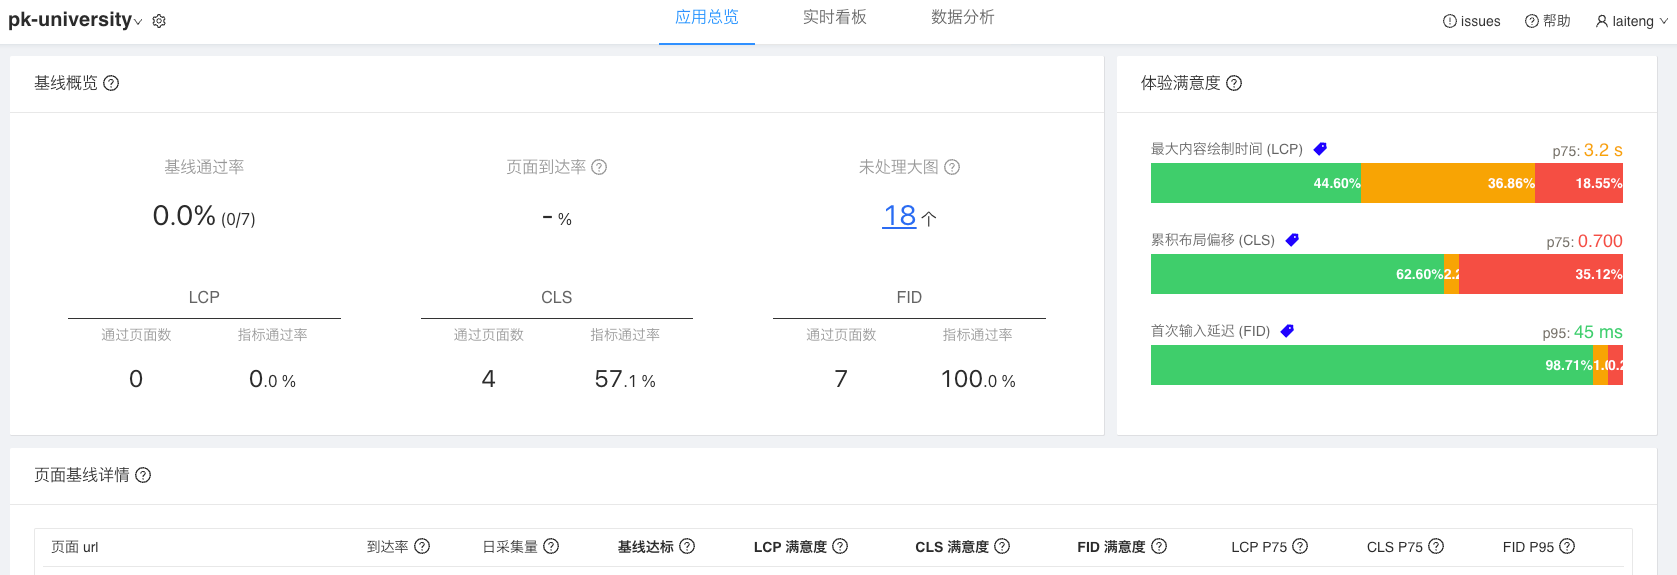 pk-university
应用总览
实时看板
数据分析
issues
帮助
laiteng
基线概览
基线通过率
0.0% (0/7)
页面到达率
- %
未处理大图
18 个
LCP
通过页面数
指标通过率
0
0.0 %
CLS
通过页面数
指标通过率
4
57.1 %
FID
通过页面数
指标通过率
7
100.0 %
体验满意度
最大内容绘制时间 (LCP)
p75: 3.2 s
44.60%
36.86%
18.55%
累积布局偏移 (CLS)
p75: 0.700
62.60%
35.12%
首次输入延迟 (FID)
p95: 45 ms
98.71%
页面基线详情
页面 url
到达率
日采集量
基线达标
LCP 满意度
CLS 满意度
FID 满意度
LCP P75
CLS P75
FID P95